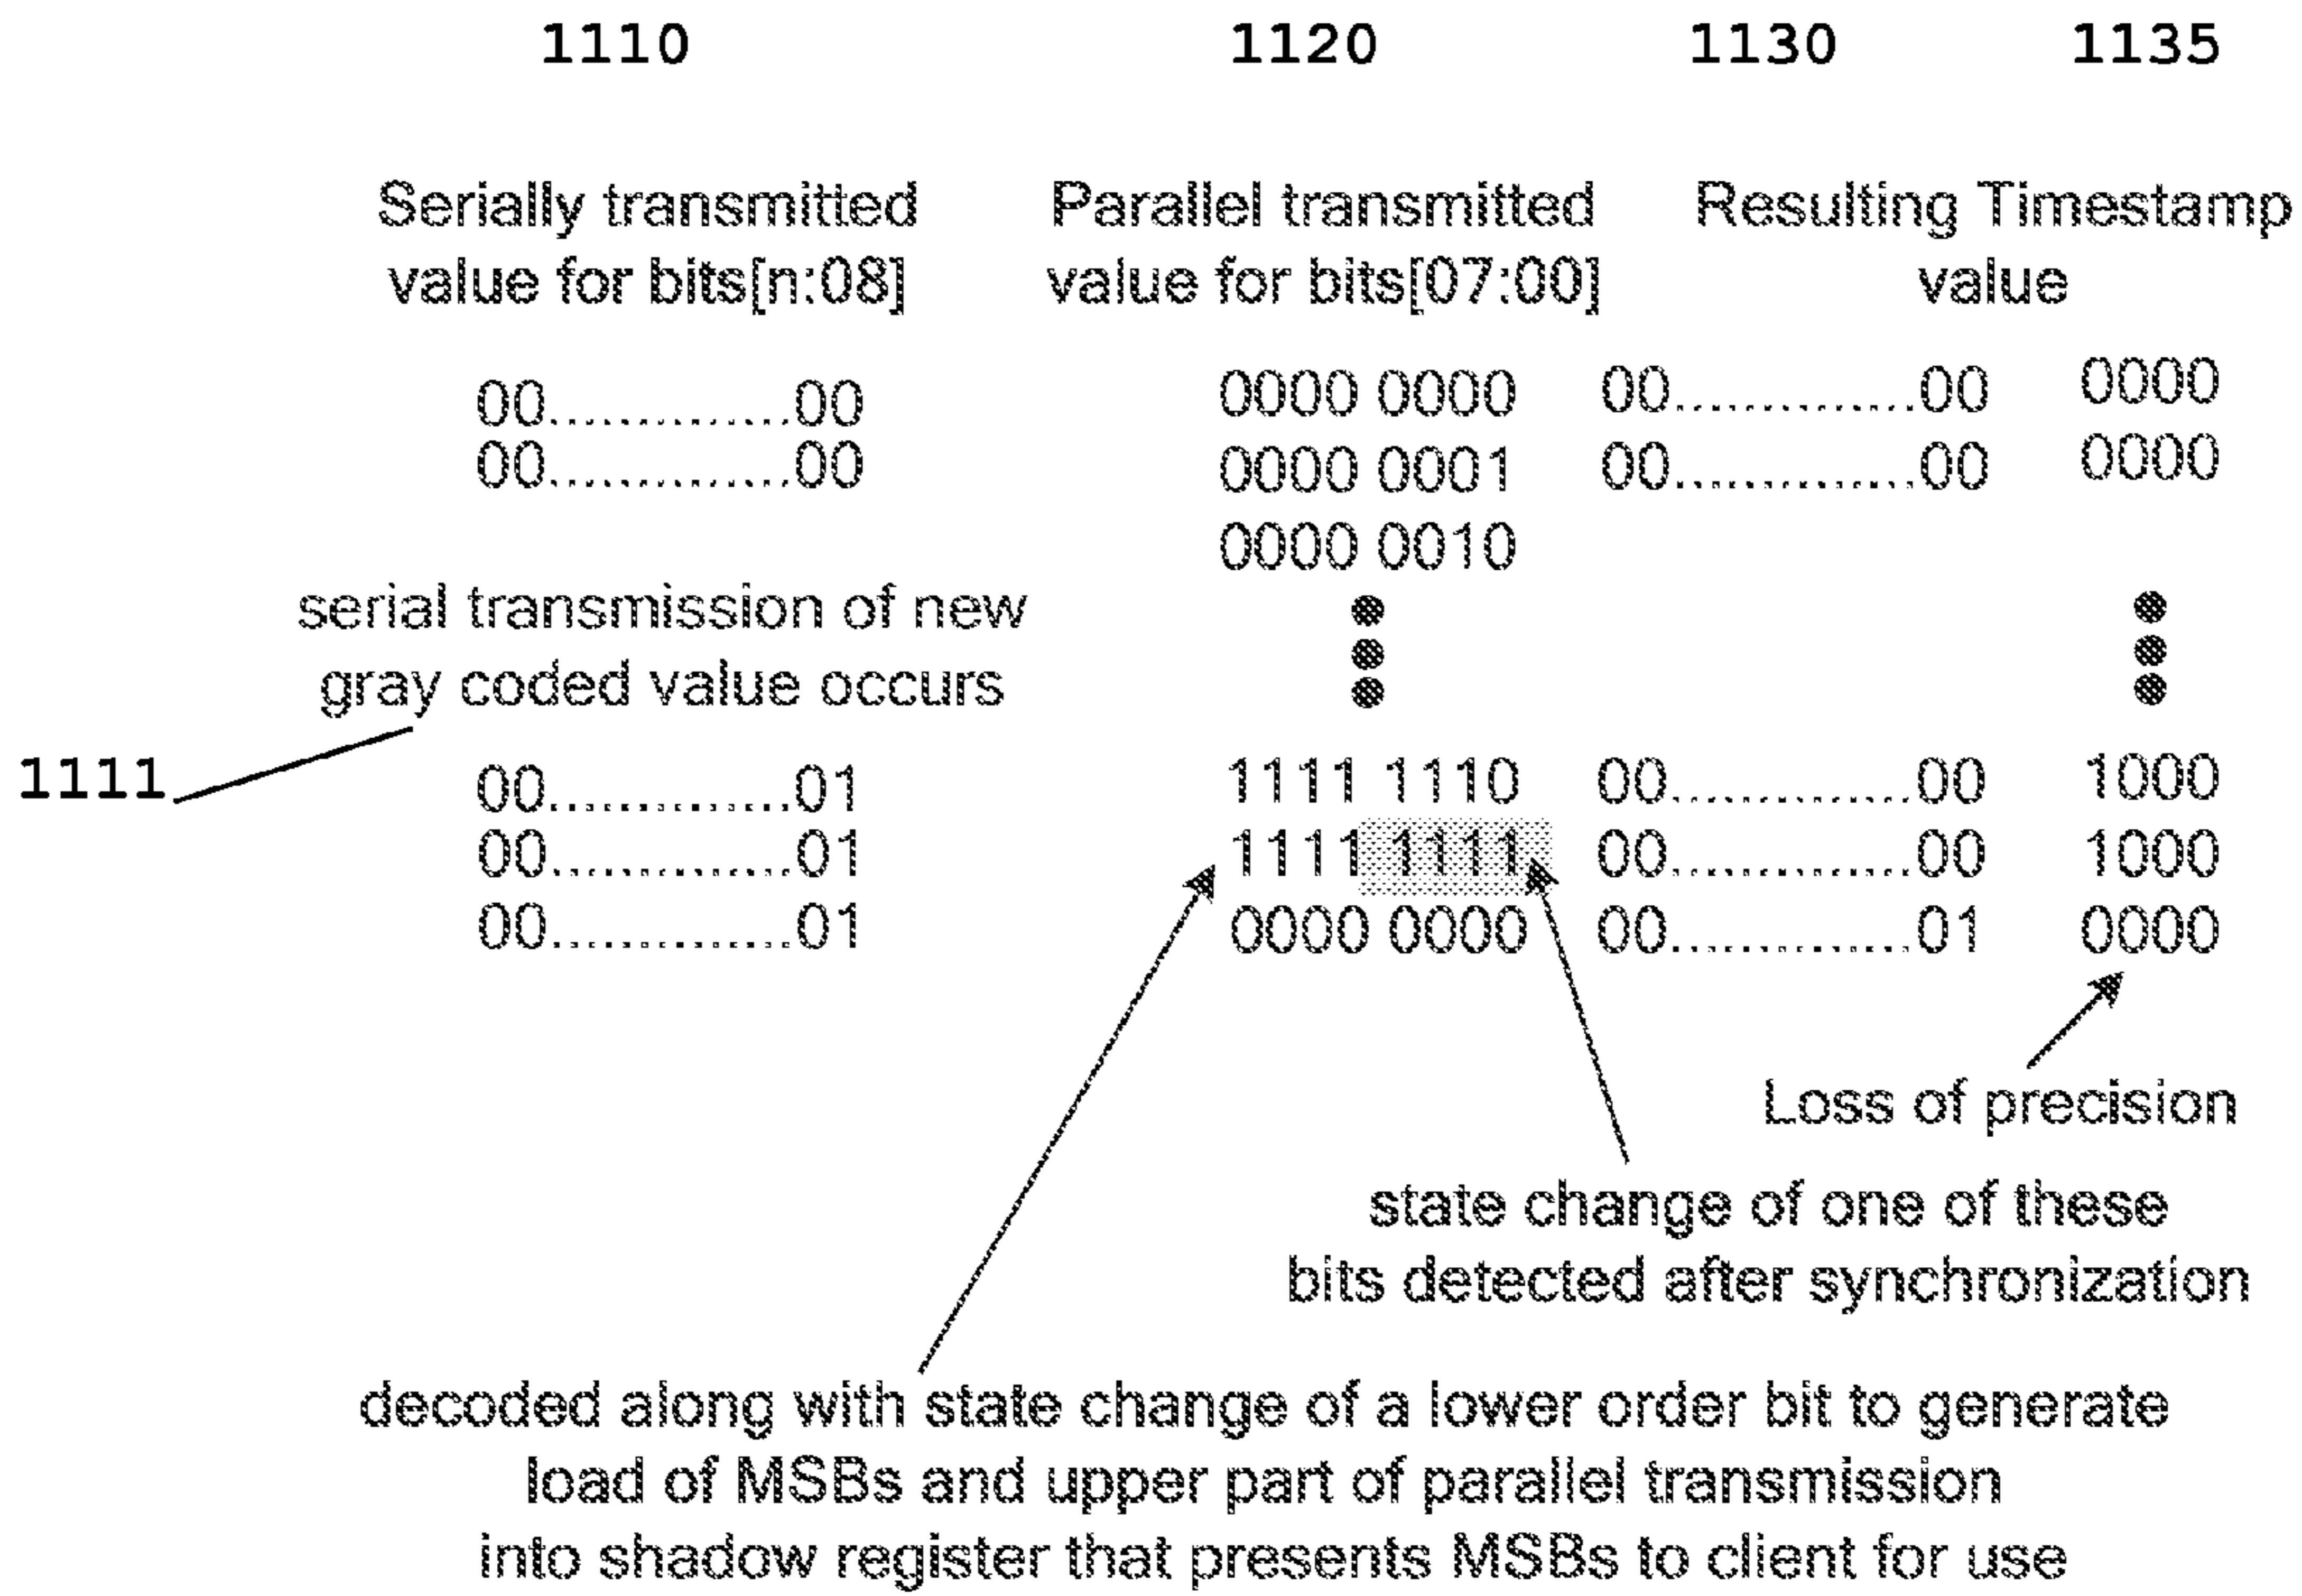 1110 1120 1130 1135
Serially transmitted Parallel transmitted Resulting Timestamp
value for bits[n:08] value for bits[07:00] value
00..............00 0000 0000 00..............00 0000
00..............00 0000 0001 00..............00 0000
0000 0010
serial transmission of new
gray coded value occurs
1111
00..............01 1111 1110 00..............00 1000
00..............01 1111 1111 00..............00 1000
00..............01 0000 0000 00..............01 0000
Loss of precision
state change of one of these
bits detected after synchronization
decoded along with state change of a lower order bit to generate
load of MSBs and upper part of parallel transmission
into shadow register that presents MSBs to client for use